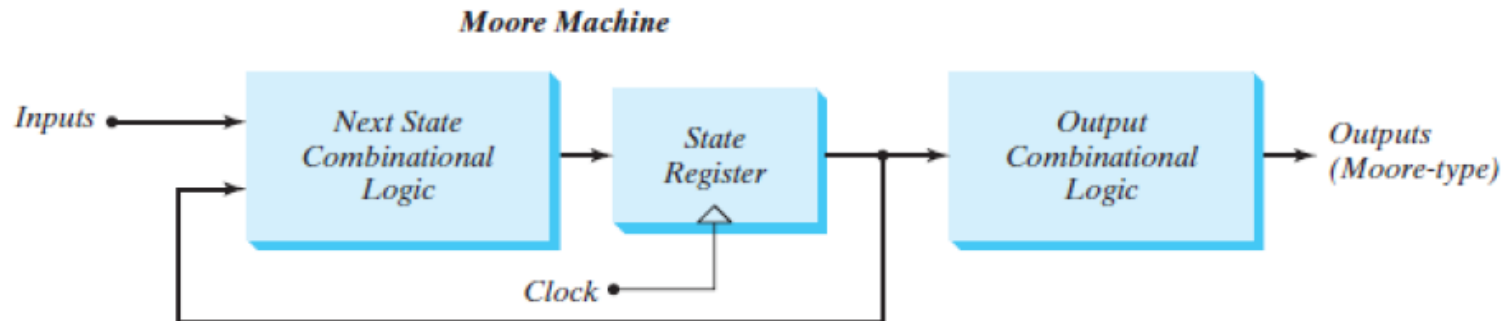 Moore Machine
Inputs
Next State
Combinational
Logic
State
Register
Output
Combinational
Logic
Outputs
(Moore-type)
Clock